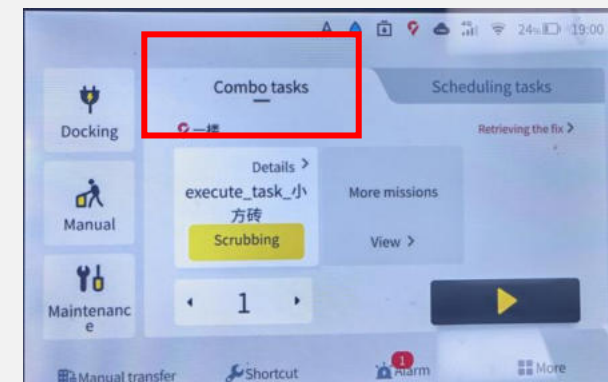 24% 19:00
Combo tasks
Scheduling tasks
Docking
一楼
Retrieving the fix >
Details >
execute_task_小
方砖
Scrubbing
More missions
View >
Manual
Maintenanc
e
1
Manual transfer
Shortcut
1
Alarm
More